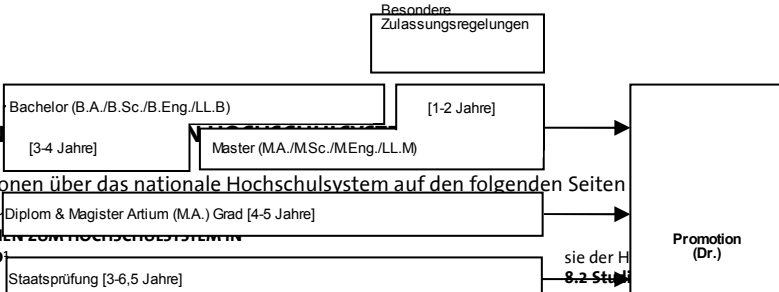 Besondere
Zulassungsregelungen
Bachelor (B.A./B.Sc./B.Eng./LL.B)
[1-2 Jahre]
[3-4 Jahre]
Master (M.A./M.Sc./M.Eng./LL.M)
onen über das nationale Hochschulsystem auf den folgenden Seiten
Diplom & Magister Artium (M.A.) Grad [4-5 Jahre]
Promotion
(Dr.)
sie der H
8.2 Studi
Staatsprüfung [3-6,5 Jahre]